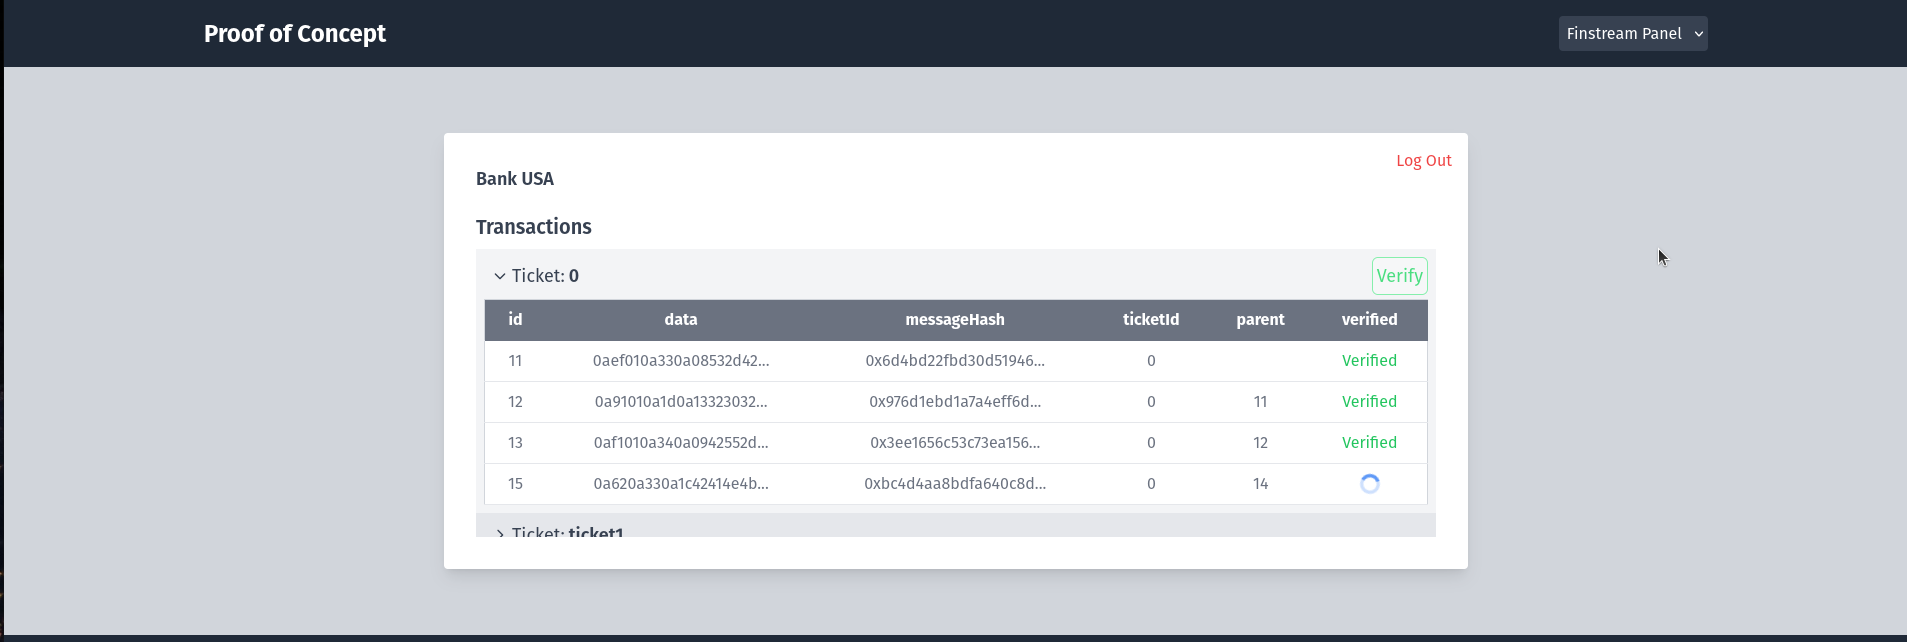 Proof of Concept Finstream Panel
Log Out
Bank USA
Transactions
Ticket: 0 Verify
id data messageHash ticketId parent verified
11 0aef010a330a08532d42... 0x6d4bd22fbd30d51946... 0 Verified
12 0a91010a1d0a13323032... 0x976d1ebd1a7a4eff6d... 0 11 Verified
13 0af1010a340a0942552d... 0x3ee1656c53c73ea156... 0 12 Verified
15 0a620a330a1c42414e4b... 0xbc4d4aa8bdfa640c8d... 0 14
Ticket: ticket1